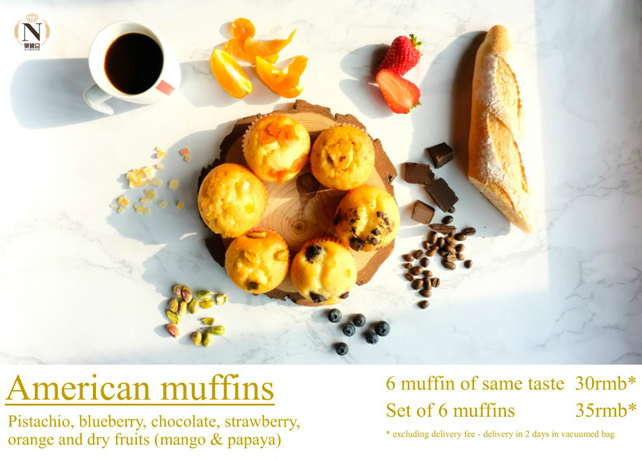 N
American muffins
Pistachio, blueberry, chocolate, strawberry,
orange and dry fruits (mango & papaya)
6 muffin of same taste 30rmb*
Set of 6 muffins 35rmb*
* excluding delivery fee - delivery in 2 days in vacuumed bag